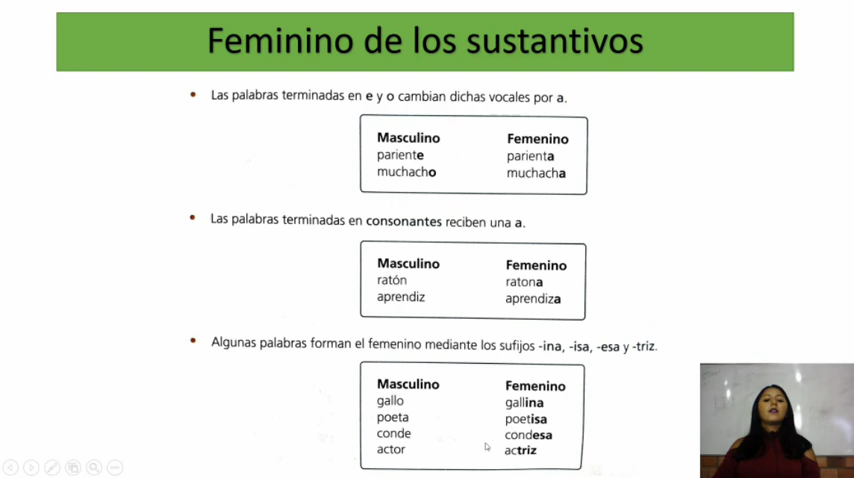 Feminino de los sustantivos
• Las palabras terminadas en e y o cambian dichas vocales por a.
Masculino Femenino
pariente parienta
muchacho muchacha
• Las palabras terminadas en consonantes reciben una a.
Masculino Femenino
ratón ratona
aprendiz aprendiza
• Algunas palabras forman el femenino mediante los sufijos -ina, -isa, -esa y -triz.
Masculino Femenino
gallo gallina
poeta poetisa
conde condesa
actor actriz